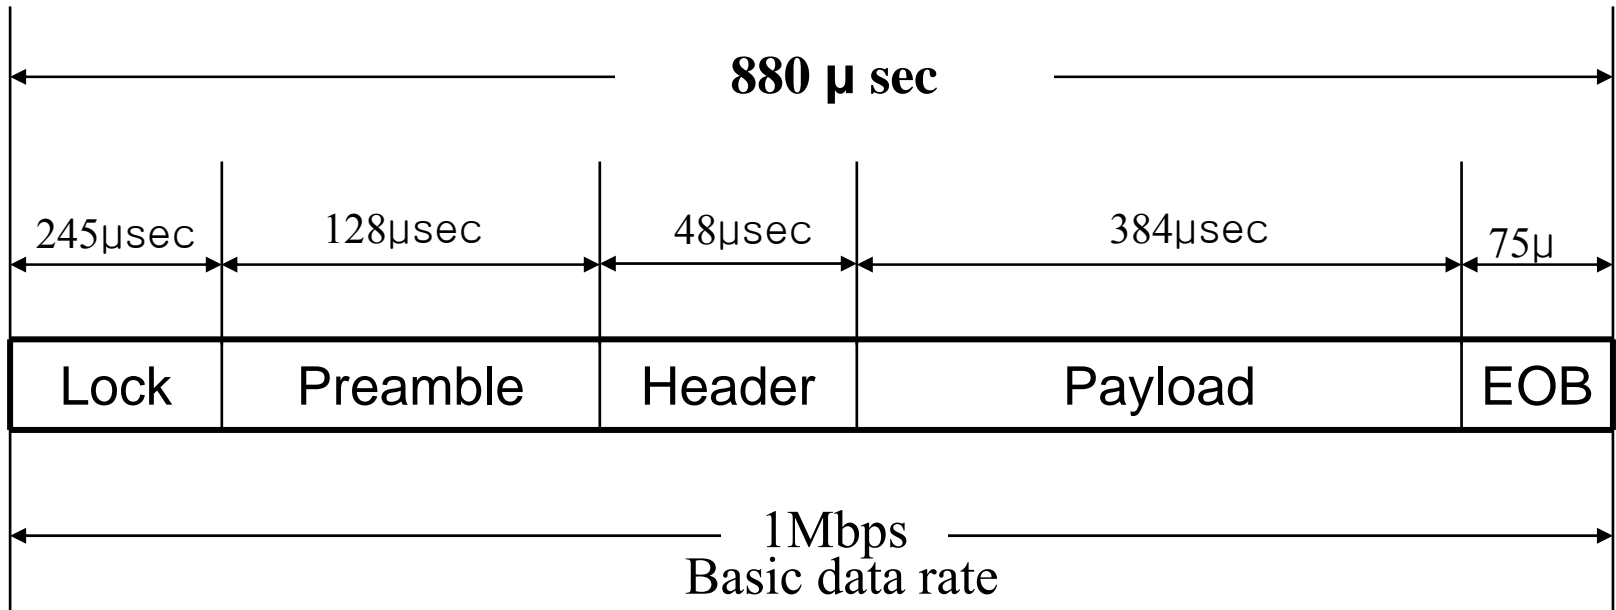 880 μ sec
245μsec
128μsec
48μsec
384μsec
75μ
Lock
Preamble
Header
Payload
EOB
1Mbps
Basic data rate